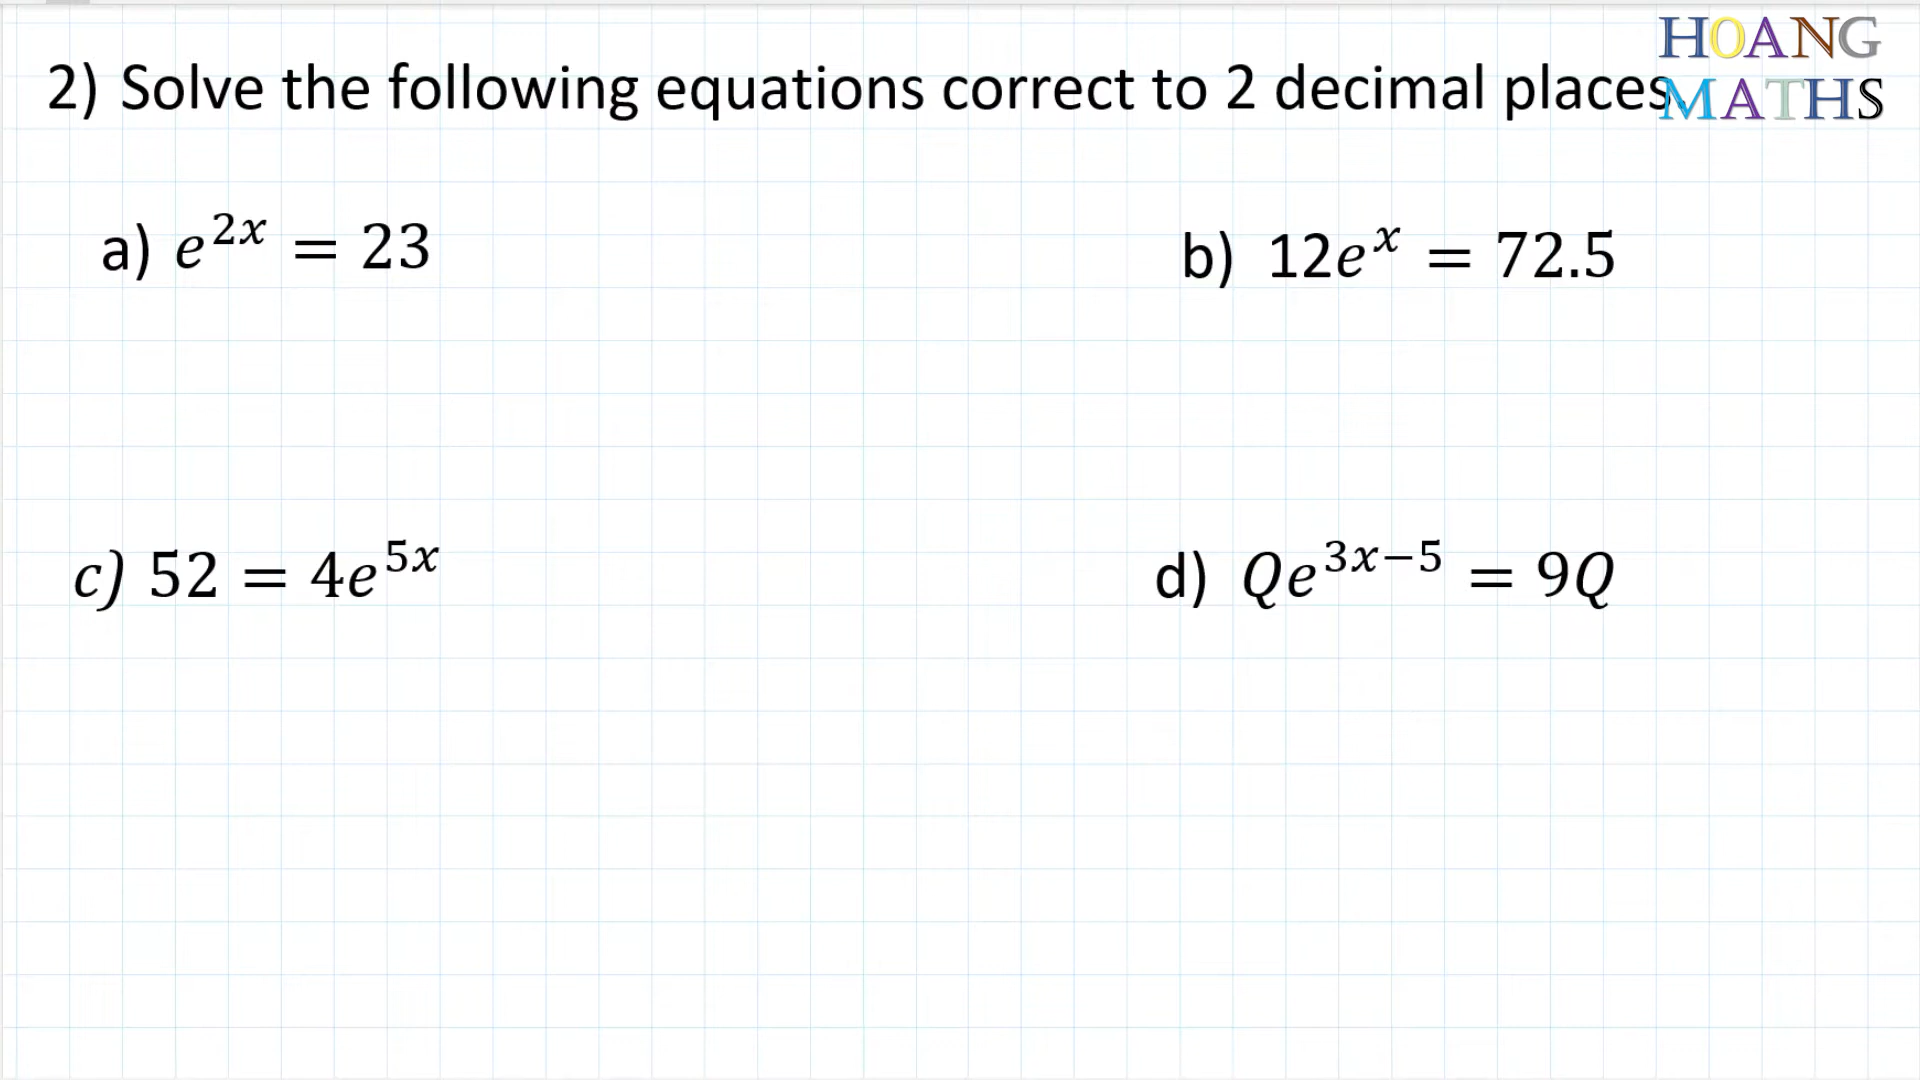 HOANG
MATHS
2) Solve the following equations correct to 2 decimal places.
a) e^{2x} = 23
b) 12e^{x} = 72.5
c) 52 = 4e^{5x}
d) Qe^{3x−5} = 9Q